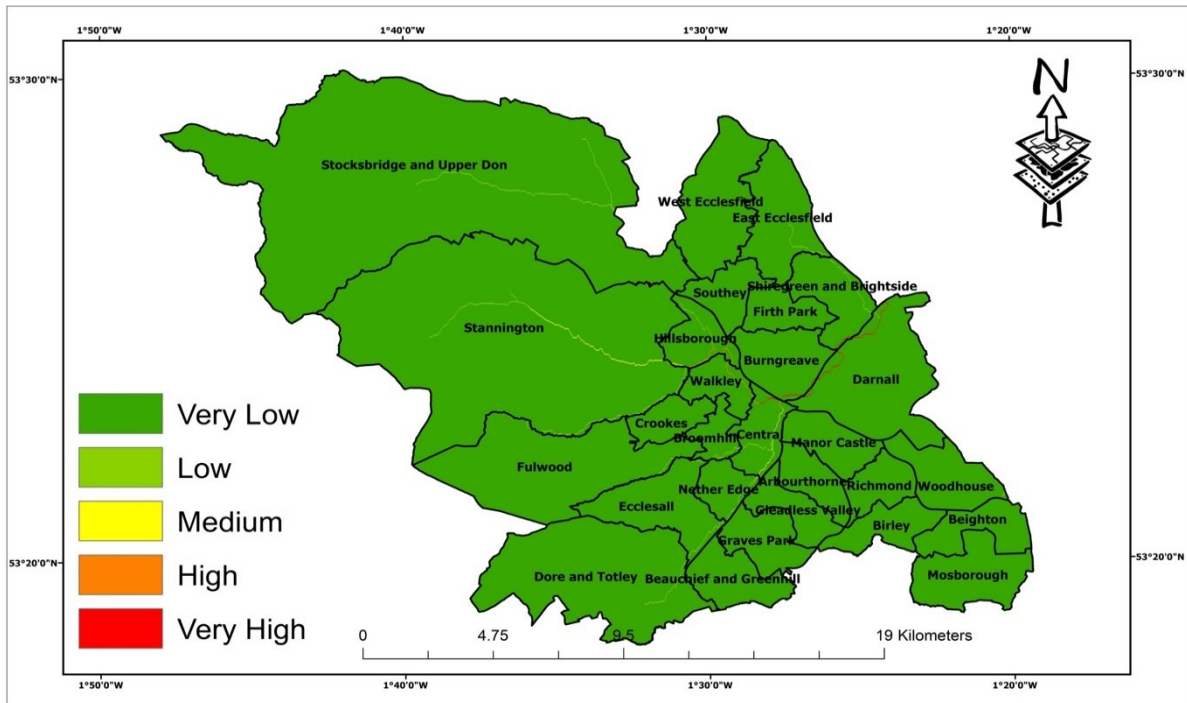 1°50'0"W 1°40'0"W 1°30'0"W 1°20'0"W
53°30'0"N 53°30'0"N
N
Stocksbridge and Upper Don
West Ecclesfield
East Ecclesfield
Shiregreen and Brightside
Southey
Firth Park
Stannington
Hillsborough
Burngreave
Darnall
Walkley
Crookes
Broomhill
Central
Manor Castle
Fulwood
Nether Edge
Arbourthorne
Richmond
Woodhouse
Ecclesall
Gleadless Valley
Birley
Beighton
Graves Park
Dore and Totley
Beauchief and Greenhill
Mosborough
Very Low
Low
Medium
High
Very High
53°20'0"N 53°20'0"N
0 4.75 9.5 19 Kilometers
1°50'0"W 1°40'0"W 1°30'0"W 1°20'0"W